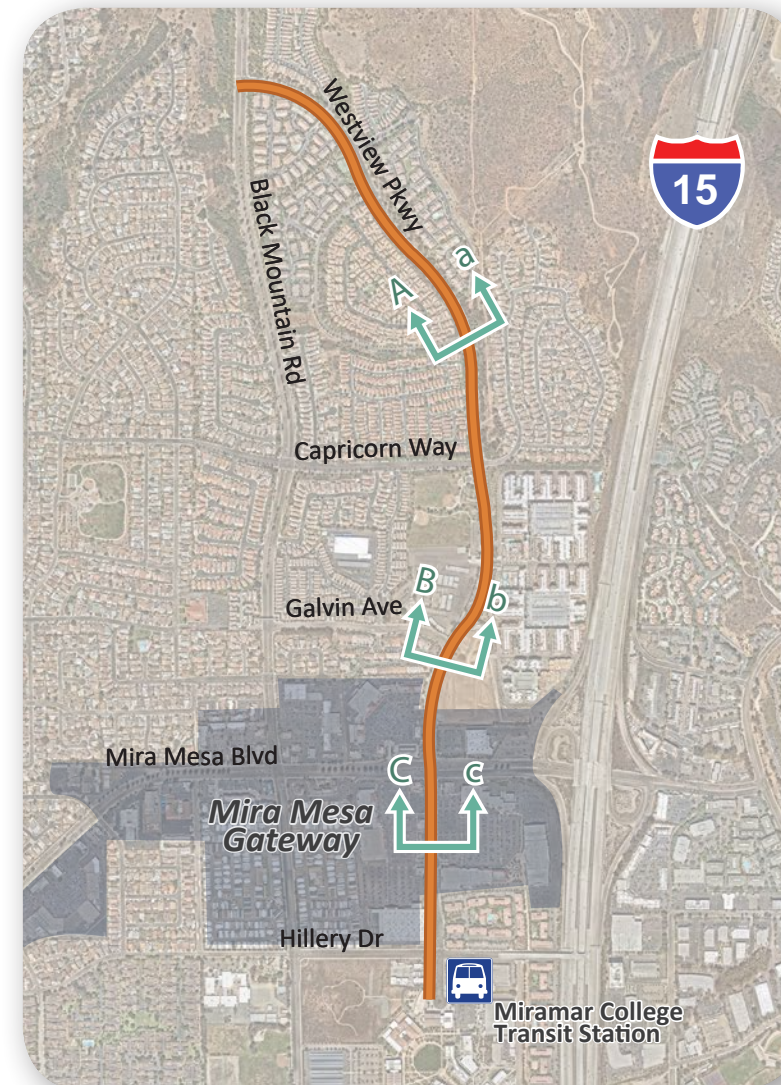 Westview Pkwy
15
Black Mountain Rd
a
A
Capricorn Way
B
b
Galvin Ave
Mira Mesa Blvd
C
c
Mira Mesa
Gateway
Hillery Dr
Miramar College
Transit Station